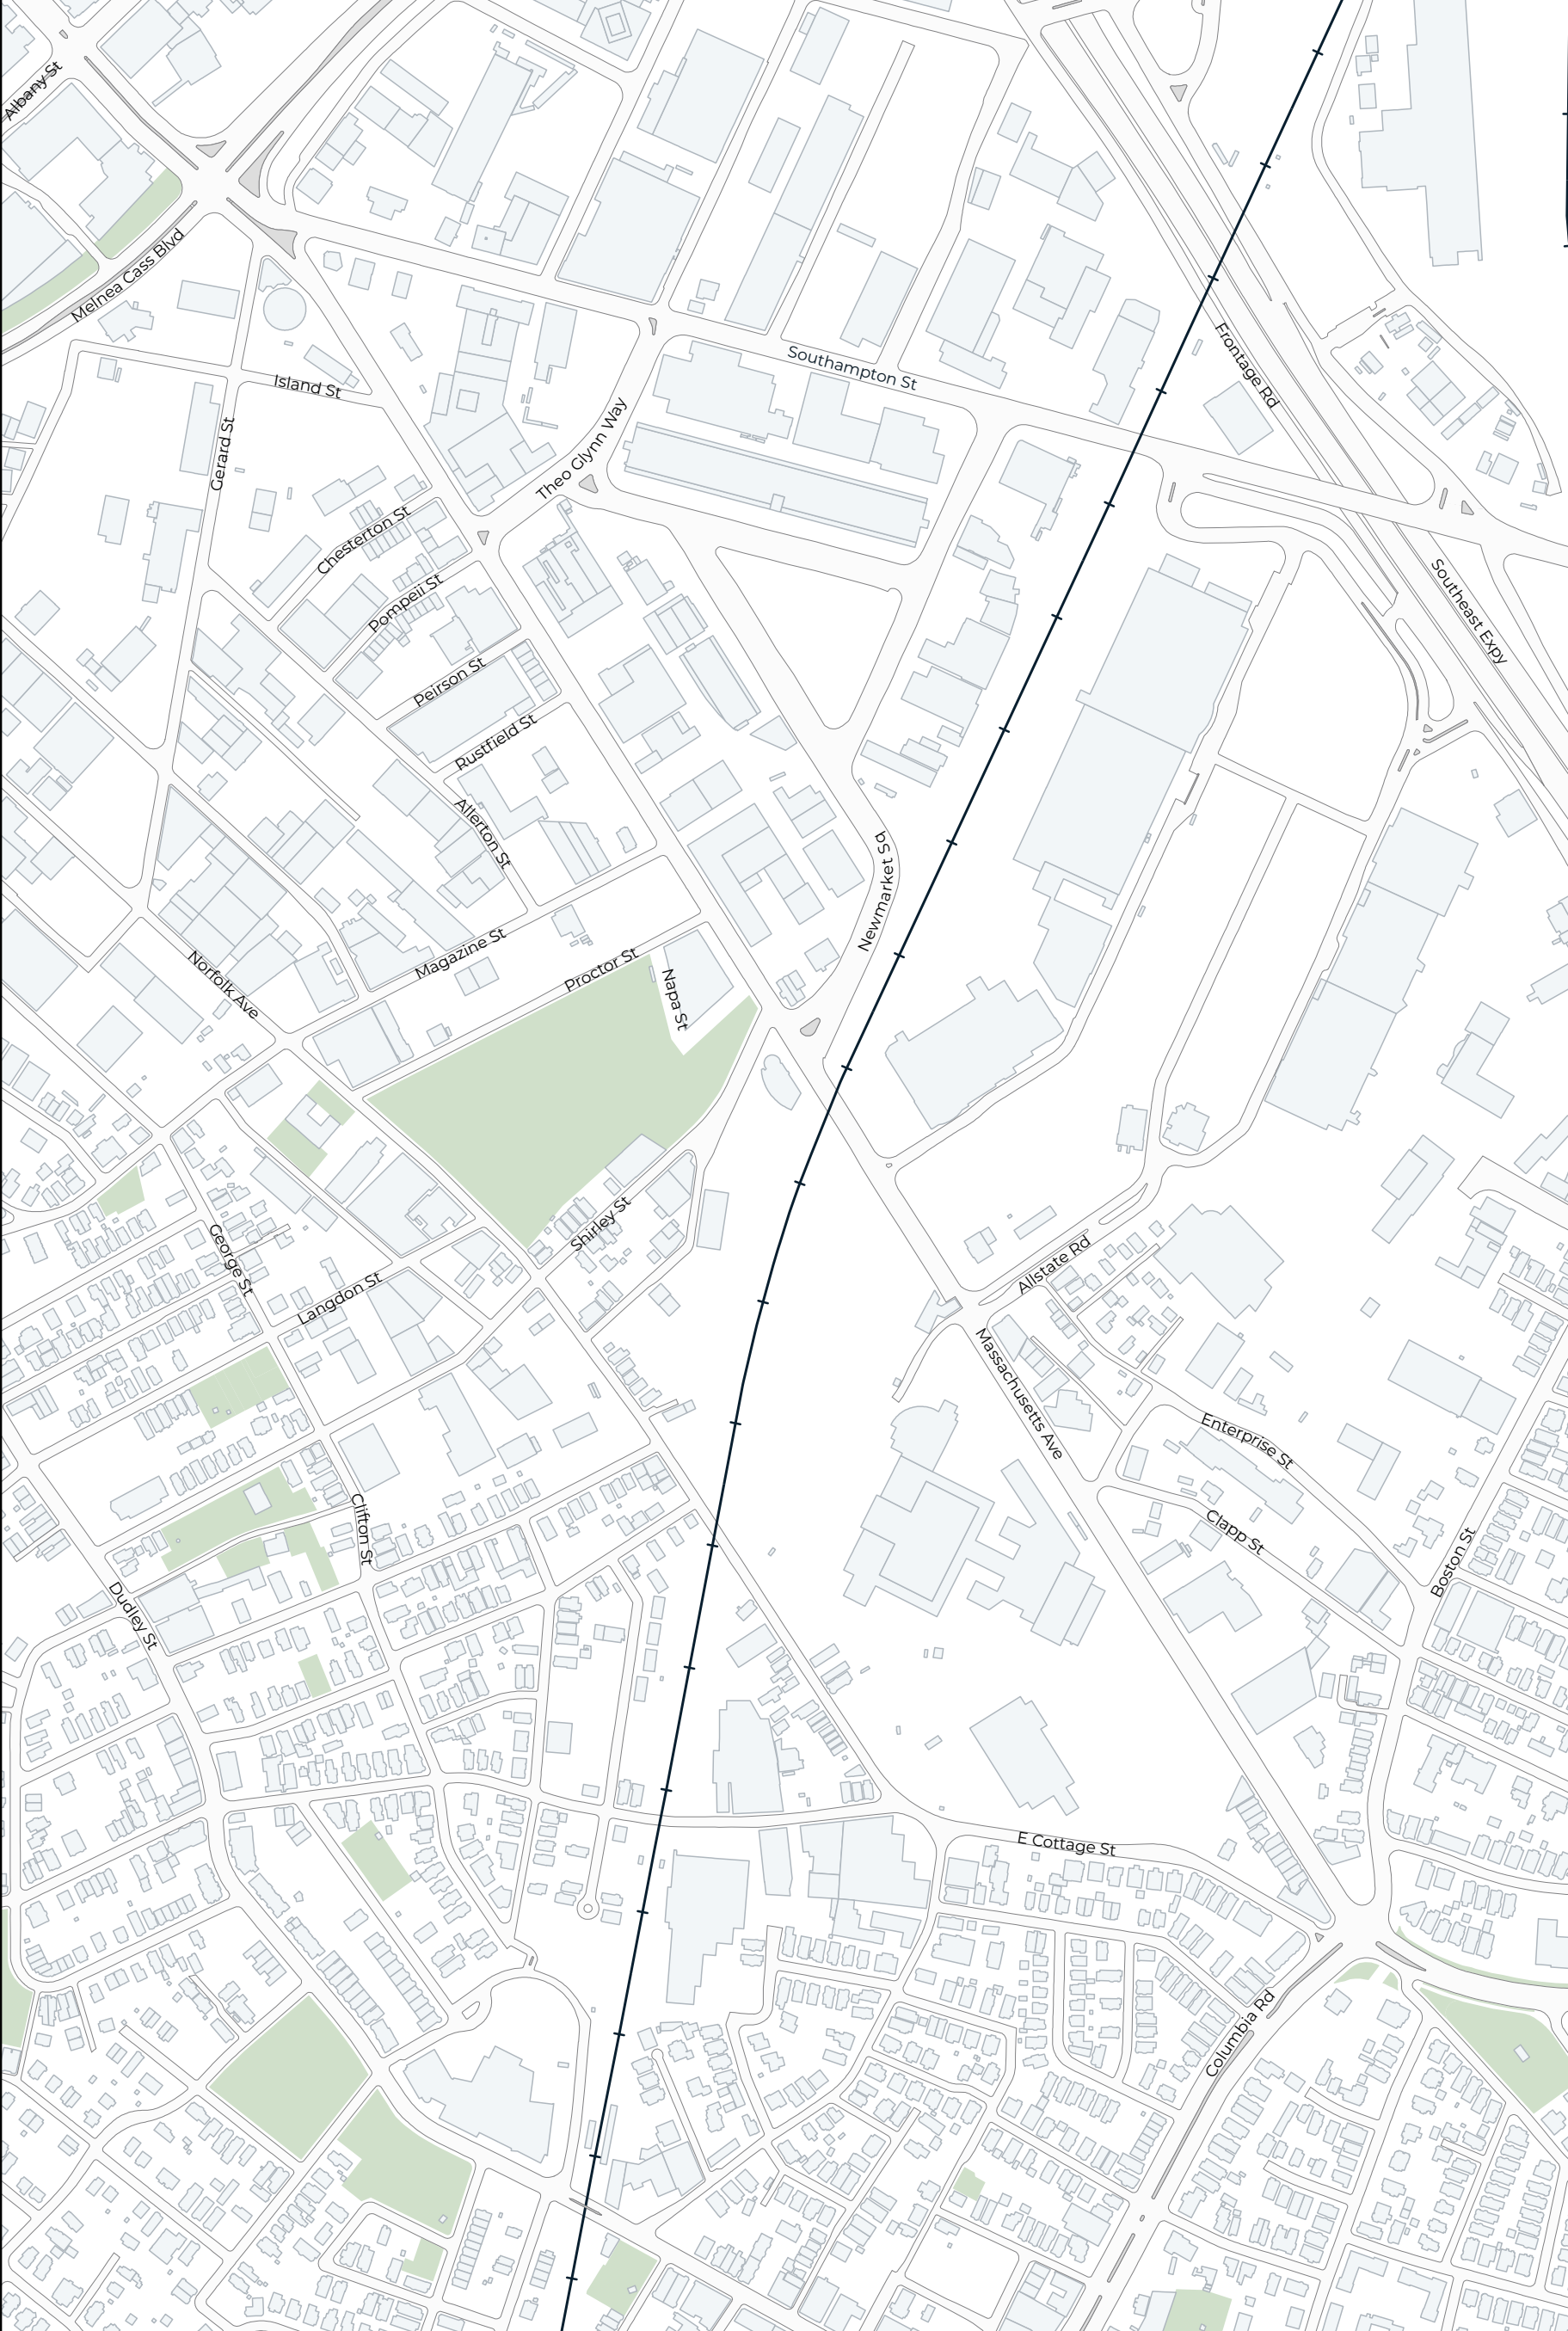 Albany St
Melnea Cass Blvd
Island St
Southampton St
Frontage Rd
Gerard St
Theo Glynn Way
Chesterton St
Pompeii St
Southeast Expy
Peirson St
Rustfield St
Allerton St
Newmarket Sq
Magazine St
Norfolk Ave
Proctor St
Napa St
Shirley St
George St
Allstate Rd
Langdon St
Massachusetts Ave
Enterprise St
Clifton St
Clapp St
Boston St
Dudley St
E Cottage St
Columbia Rd